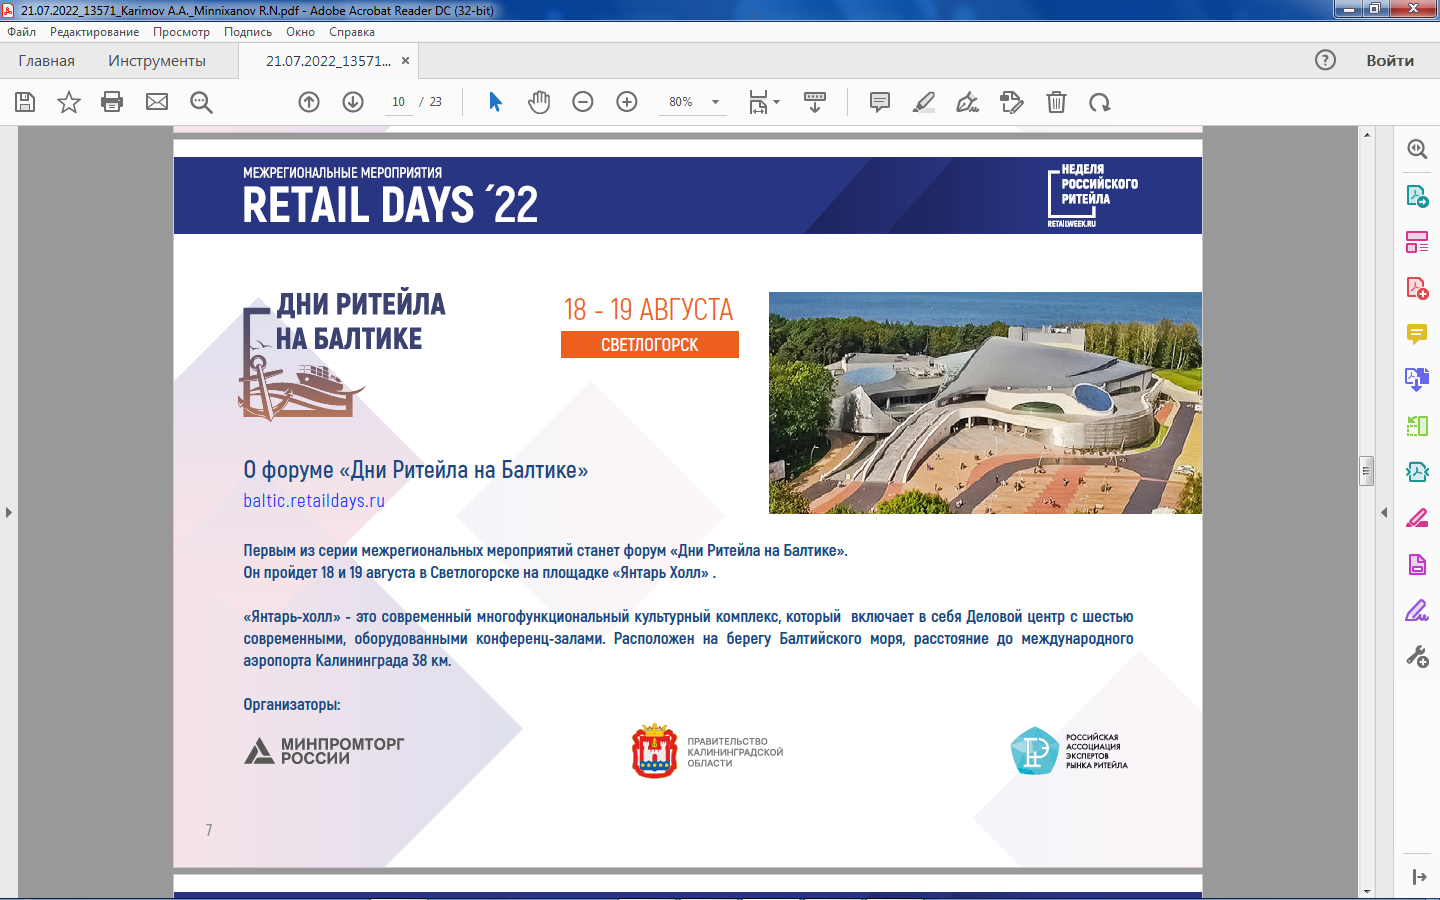 21.07.2022_13571_Karimov A.A._Minnixanov R.N.pdf - Adobe Acrobat Reader DC (32-bit)
Файл Редактирование Просмотр Подпись Окно Справка
Главная Инструменты 21.07.2022_13571... × Войти
10 / 23 80%
МЕЖРЕГИОНАЛЬНЫЕ МЕРОПРИЯТИЯ
RETAIL DAYS ´22
НЕДЕЛЯ
РОССИЙСКОГО
РИТЕЙЛА
RETAILWEEK.RU
ДНИ РИТЕЙЛА
НА БАЛТИКЕ
18 - 19 АВГУСТА
СВЕТЛОГОРСК
О форуме «Дни Ритейла на Балтике»
baltic.retaildays.ru
Первым из серии межрегиональных мероприятий станет форум «Дни Ритейла на Балтике».
Он пройдет 18 и 19 августа в Светлогорске на площадке «Янтарь Холл» .
«Янтарь-холл» - это современный многофункциональный культурный комплекс, который включает в себя Деловой центр с шестью
современными, оборудованными конференц-залами. Расположен на берегу Балтийского моря, расстояние до международного
аэропорта Калининграда 38 км.
Организаторы:
МИНПРОМТОРГ
РОССИИ
ПРАВИТЕЛЬСТВО
КАЛИНИНГРАДСКОЙ
ОБЛАСТИ
РОССИЙСКАЯ
АССОЦИАЦИЯ
ЭКСПЕРТОВ
РЫНКА РИТЕЙЛА
7